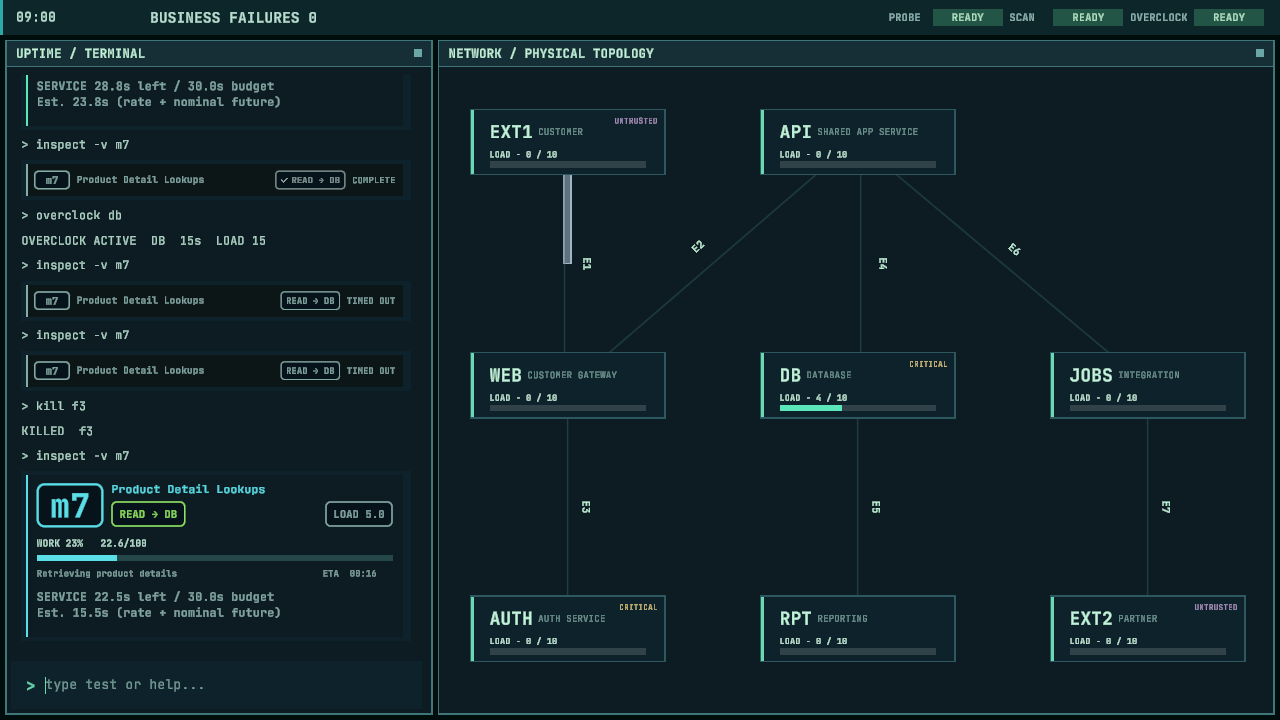 09:00
BUSINESS FAILURES 0
PROBE READY SCAN READY OVERCLOCK READY
UPTIME / TERMINAL
SERVICE 28.8s left / 30.0s budget
Est. 23.8s (rate + nominal future)
> inspect -v m7
m7 Product Detail Lookups ✓ READ → DB COMPLETE
> overclock db
OVERCLOCK ACTIVE DB 15s LOAD 15
> inspect -v m7
m7 Product Detail Lookups READ → DB TIMED OUT
> inspect -v m7
m7 Product Detail Lookups READ → DB TIMED OUT
> kill f3
KILLED f3
> inspect -v m7
m7 Product Detail Lookups
READ → DB LOAD 5.0
WORK 23% 22.6/100
Retrieving product details ETA 00:16
SERVICE 22.5s left / 30.0s budget
Est. 15.5s (rate + nominal future)
> type test or help...
NETWORK / PHYSICAL TOPOLOGY
UNTRUSTED
EXT1 CUSTOMER
LOAD - 0 / 10
API SHARED APP SERVICE
LOAD - 0 / 10
E1
E2
E4
E6
WEB CUSTOMER GATEWAY
LOAD - 0 / 10
CRITICAL
DB DATABASE
LOAD - 4 / 10
JOBS INTEGRATION
LOAD - 0 / 10
E3
E5
E7
CRITICAL
AUTH AUTH SERVICE
LOAD - 0 / 10
RPT REPORTING
LOAD - 0 / 10
UNTRUSTED
EXT2 PARTNER
LOAD - 0 / 10